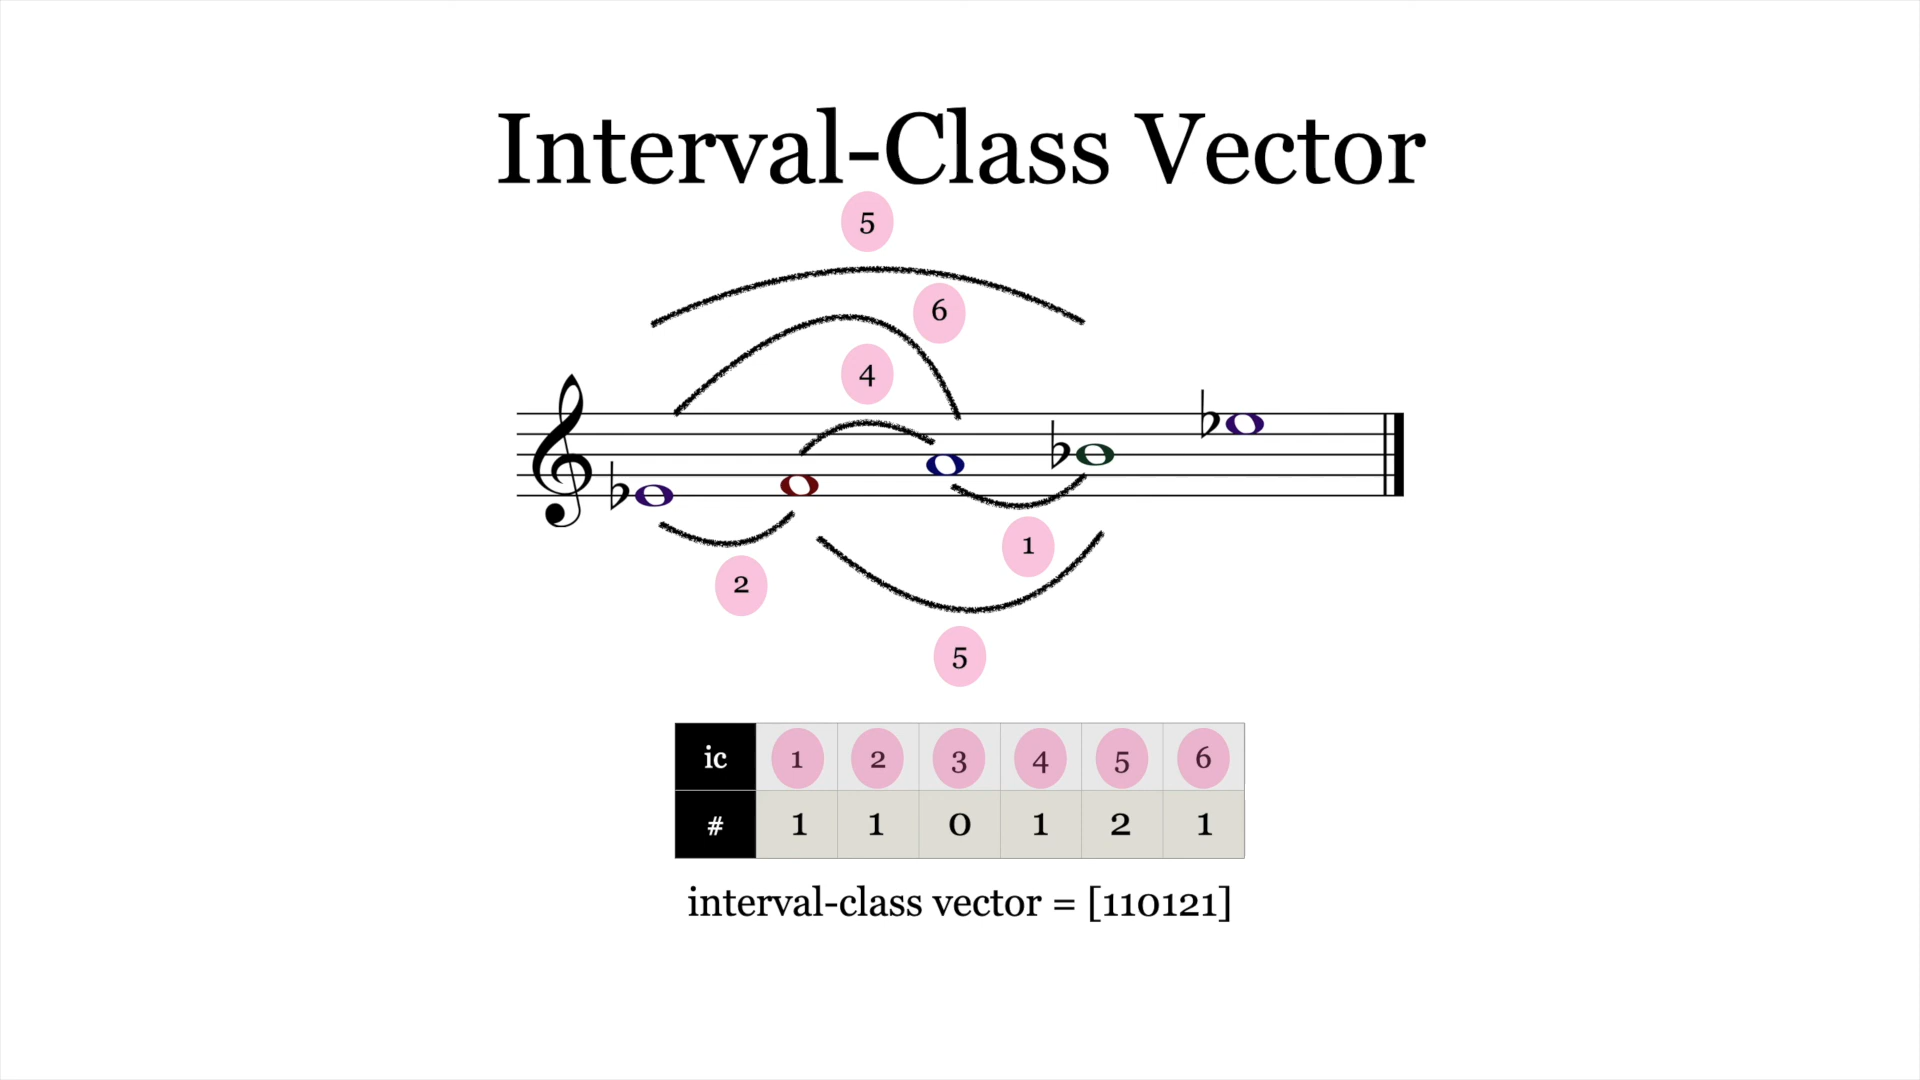 Interval-Class Vector
5
6
4
1
2
5
ic 1 2 3 4 5 6
# 1 1 0 1 2 1
interval-class vector = [110121]